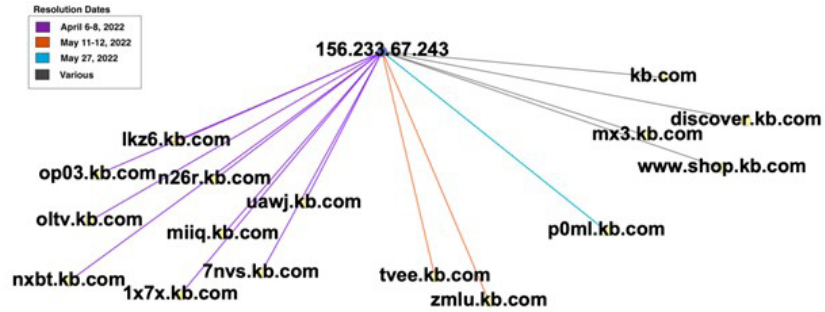 Resolution Dates
April 6-8, 2022
May 11-12, 2022
May 27, 2022
Various
156.233.67.243
kb.com
discover.kb.com
mx3.kb.com
www.shop.kb.com
lkz6.kb.com
op03.kb.com
n26r.kb.com
uawj.kb.com
oltv.kb.com
miiq.kb.com
p0ml.kb.com
7nvs.kb.com
nxbt.kb.com
1x7x.kb.com
tvee.kb.com
zmlu.kb.com